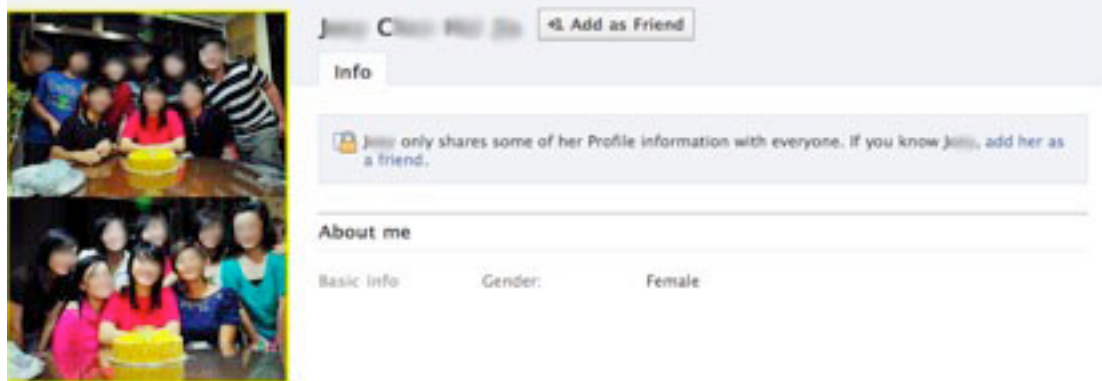 J C
Add as Friend
Info
only shares some of her Profile information with everyone. If you know , add her as
a friend.
About me
Basic info Gender: Female